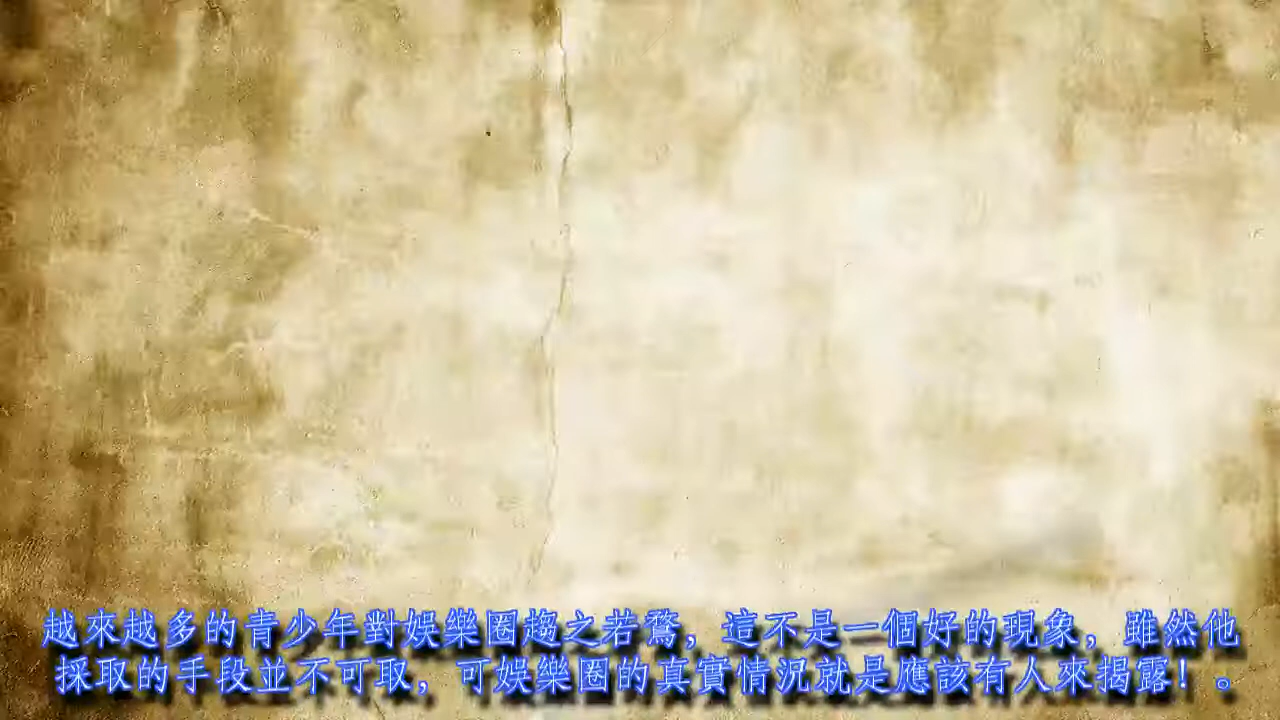 越來越多的青少年對娛樂圈趨之若鶩，這不是一個好的現象，雖然他
採取的手段並不可取，可娛樂圈的真實情況就是應該有人來揭露！。